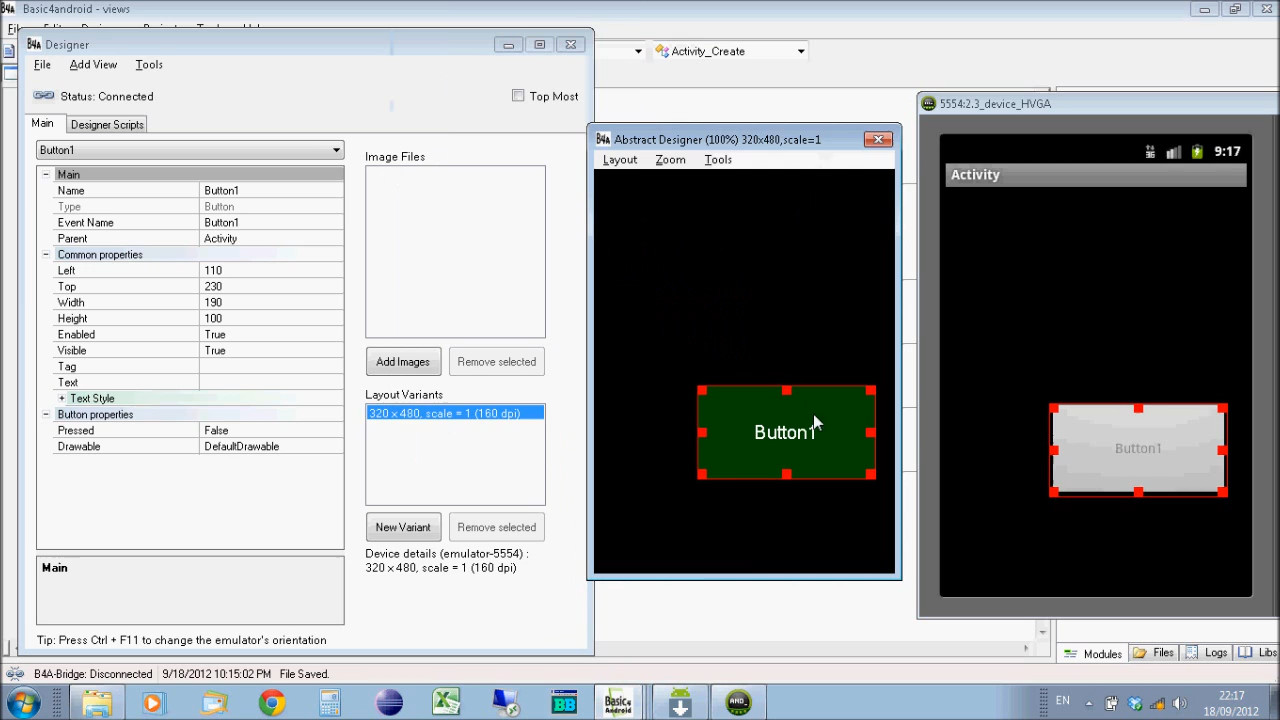 Basic4android - views
B4A Designer
File Add View Tools
Status: Connected
Top Most
Main Designer Scripts
Button1
Main
Name Button1
Type Button
Event Name Button1
Parent Activity
Common properties
Left 110
Top 230
Width 190
Height 100
Enabled True
Visible True
Tag
Text
Text Style
Button properties
Pressed False
Drawable DefaultDrawable
Main
Tip: Press Ctrl + F11 to change the emulator's orientation
Image Files
Add Images Remove selected
Layout Variants
320 x 480, scale = 1 (160 dpi)
New Variant Remove selected
Device details (emulator-5554) :
320 x 480, scale = 1 (160 dpi)
Activity_Create
B4A Abstract Designer (100%) 320x480,scale=1
Layout Zoom Tools
Button1
5554:2.3_device_HVGA
9:17
Activity
Button1
Modules Files Logs Libs
B4A-Bridge: Disconnected 9/18/2012 10:15:02 PM File Saved.
Basic4
Android
BB
AND
EN
22:17
18/09/2012